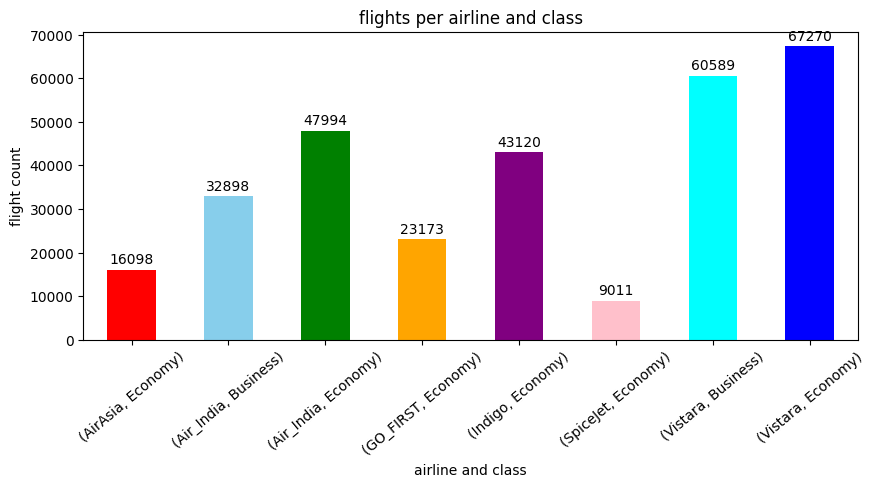 flights per airline and class
flight count
70000
60000
50000
40000
30000
20000
10000
0
16098
32898
47994
23173
43120
9011
60589
67270
(AirAsia, Economy)
(Air_India, Business)
(Air_India, Economy)
(GO_FIRST, Economy)
(Indigo, Economy)
(SpiceJet, Economy)
(Vistara, Business)
(Vistara, Economy)
airline and class